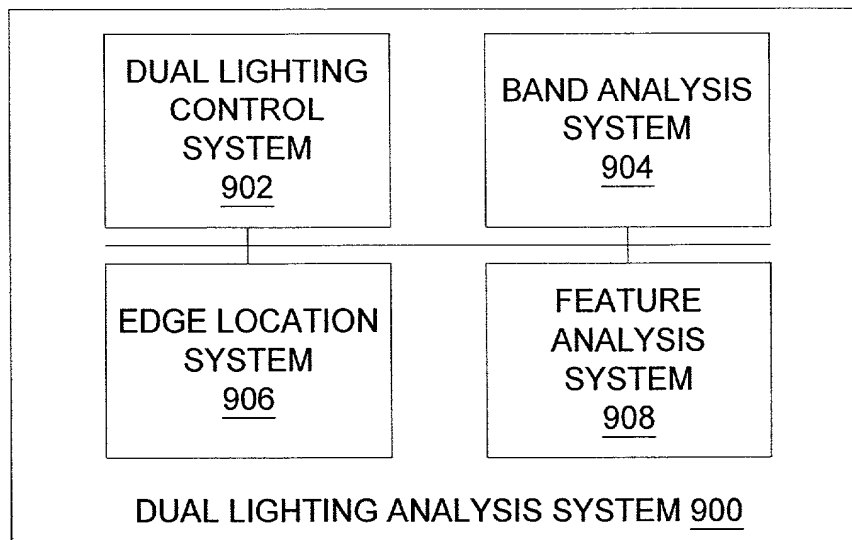 DUAL LIGHTING
CONTROL
SYSTEM
902
BAND ANALYSIS
SYSTEM
904
EDGE LOCATION
SYSTEM
906
FEATURE
ANALYSIS
SYSTEM
908
DUAL LIGHTING ANALYSIS SYSTEM 900